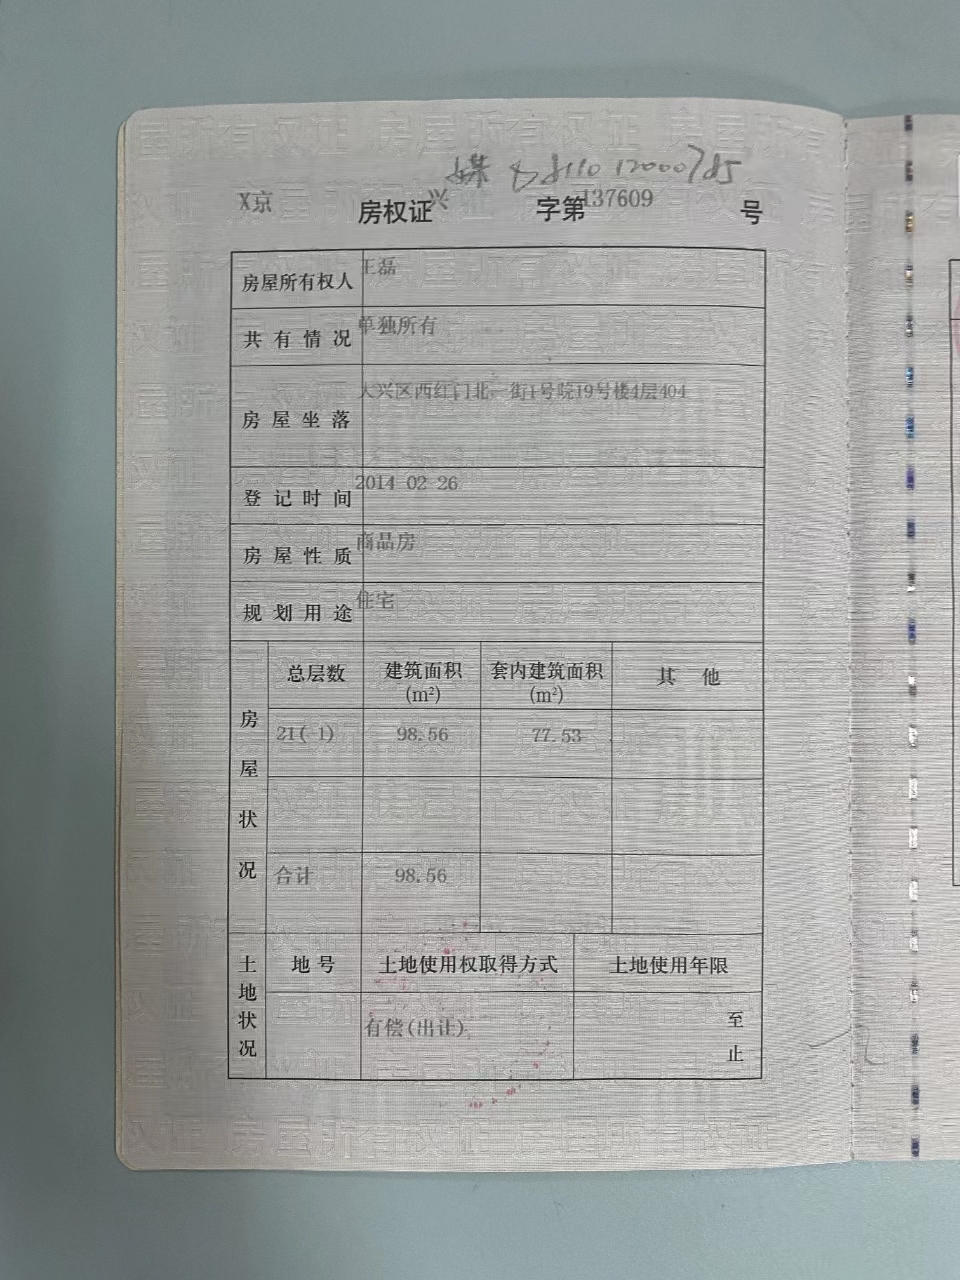 X京 房权证 兴 字第 137609 号
房屋所有权人 王磊
共有情况 单独所有
房屋坐落 大兴区西红门北一街1号院19号楼4层404
登记时间 2014-02-26
房屋性质 商品房
规划用途 住宅
房屋状况
总层数 建筑面积(m²) 套内建筑面积(m²) 其他
21(-1) 98.56 77.53
合计 98.56
土地状况
地号 土地使用权取得方式 土地使用年限
有偿(出让) 至
止